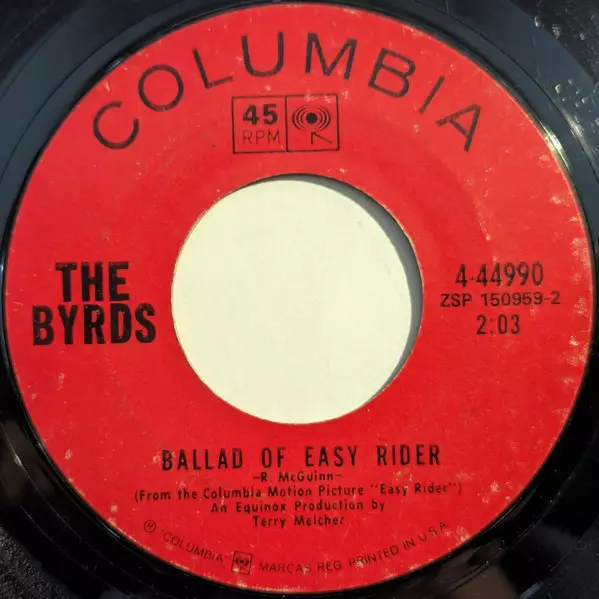 COLUMBIA
45
RPM
THE
BYRDS
4-44990
ZSP 150959-2
2:03
BALLAD OF EASY RIDER
-R. McGuinn-
(From the Columbia Motion Picture "Easy Rider")
An Equinox Production by
Terry Melcher
Ⓟ "COLUMBIA" MARCAS REG. PRINTED IN U.S.A.